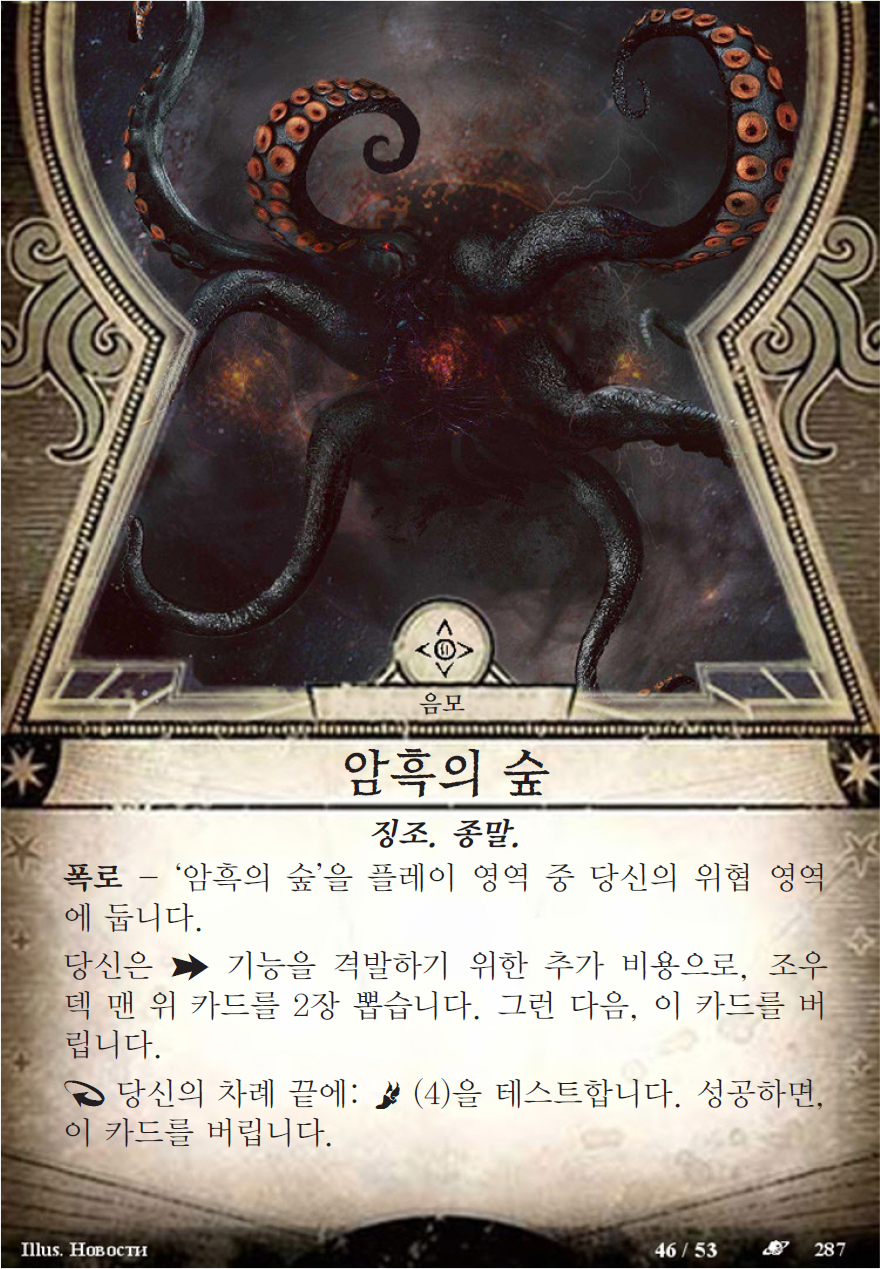 음모
암흑의 숲
징조. 종말.
폭로 – ‘암흑의 숲’을 플레이 영역 중 당신의 위협 영역
에 둡니다.
당신은 기능을 격발하기 위한 추가 비용으로, 조우
덱 맨 위 카드를 2장 뽑습니다. 그런 다음, 이 카드를 버
립니다.
당신의 차례 끝에: (4)을 테스트합니다. 성공하면,
이 카드를 버립니다.
Illus. Новости 46 / 53 287